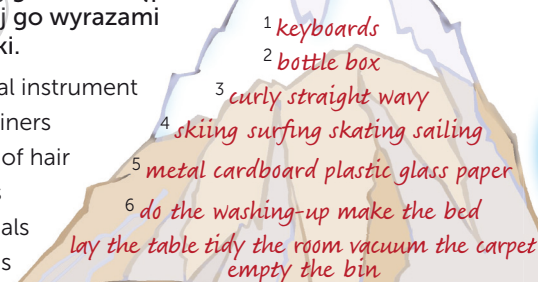 j go wyrazami
ki.
al instrument
iners
of hair
s
als
s
1 keyboards
2 bottle box
3 curly straight wavy
4 skiing surfing skating sailing
5 metal cardboard plastic glass paper
6 do the washing-up make the bed
lay the table tidy the room vacuum the carpet
empty the bin